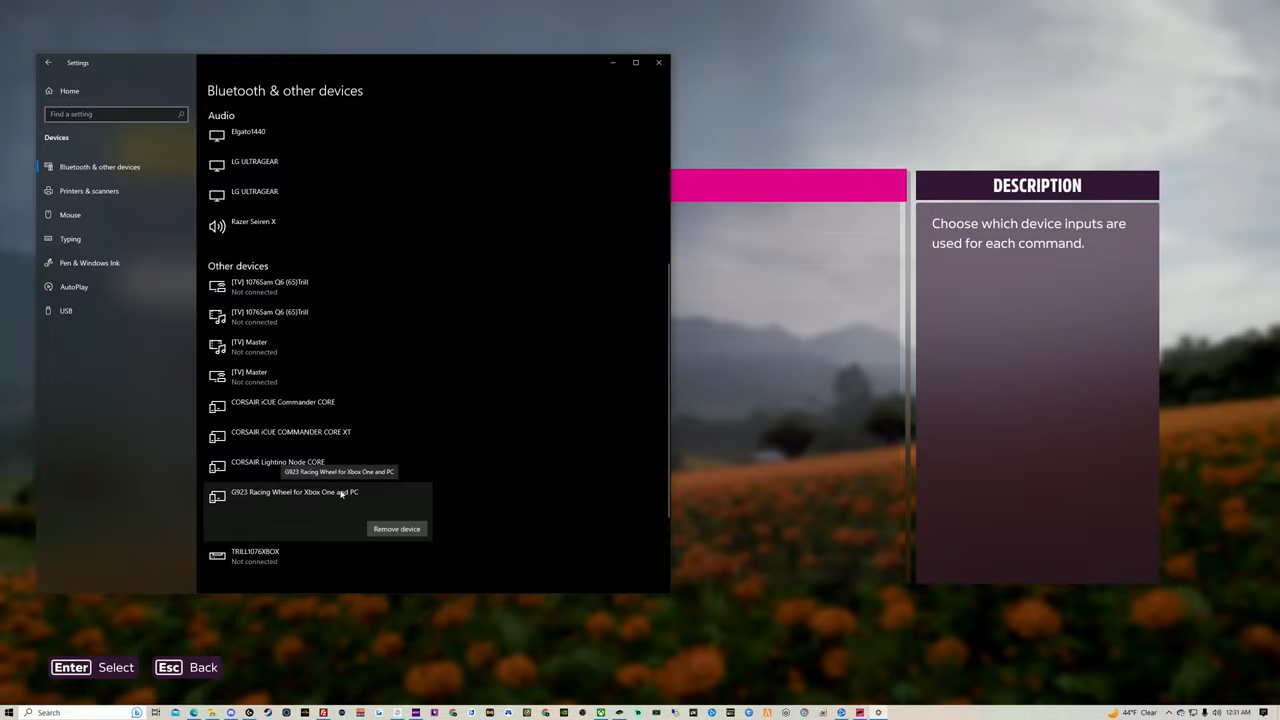 Settings
Home
Find a setting
Devices
Bluetooth & other devices
Printers & scanners
Mouse
Typing
Pen & Windows Ink
AutoPlay
USB
Bluetooth & other devices
Audio
Elgato1440
LG ULTRAGEAR
LG ULTRAGEAR
Razer Seiren X
Other devices
[TV] 1076Sam Q6 (65)Trill
Not connected
[TV] 1076Sam Q6 (65)Trill
Not connected
[TV] Master
Not connected
[TV] Master
Not connected
CORSAIR iCUE Commander CORE
CORSAIR iCUE COMMANDER CORE XT
CORSAIR Lighting Node CORE
G923 Racing Wheel for Xbox One and PC
G923 Racing Wheel for Xbox One and PC
Remove device
TRILL1076XBOX
Not connected
DESCRIPTION
Choose which device inputs are
used for each command.
Enter Select Esc Back
Search
44°F Clear
12:31 AM